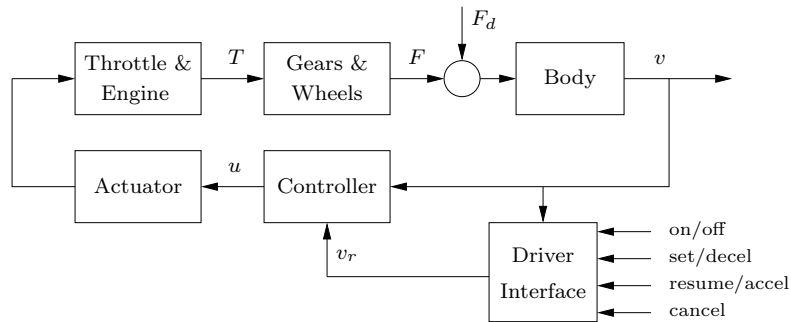 F_d
Throttle &
Engine
T
Gears &
Wheels
F
Body
v
Actuator
u
Controller
v_r
Driver
Interface
on/off
set/decel
resume/accel
cancel